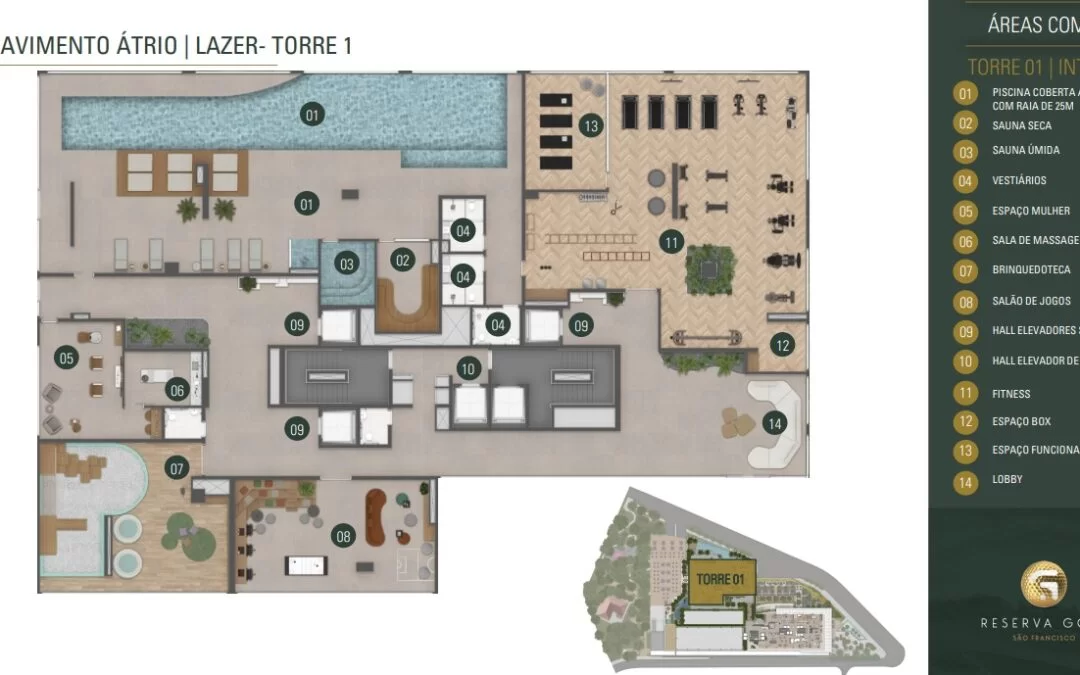 AVIMENTO ÁTRIO | LAZER- TORRE 1
01
13
11
01
04
04
03
02
09
04
09
12
05
06
10
09
14
07
08
TORRE 01
ÁREAS COM
TORRE 01 | INT
01 PISCINA COBERTA A
COM RAIA DE 25M
02 SAUNA SECA
03 SAUNA ÚMIDA
04 VESTIÁRIOS
05 ESPAÇO MULHER
06 SALA DE MASSAGE
07 BRINQUEDOTECA
08 SALÃO DE JOGOS
09 HALL ELEVADORES S
10 HALL ELEVADOR DE
11 FITNESS
12 ESPAÇO BOX
13 ESPAÇO FUNCIONA
14 LOBBY
RESERVA GO
SÃO FRANCISCO